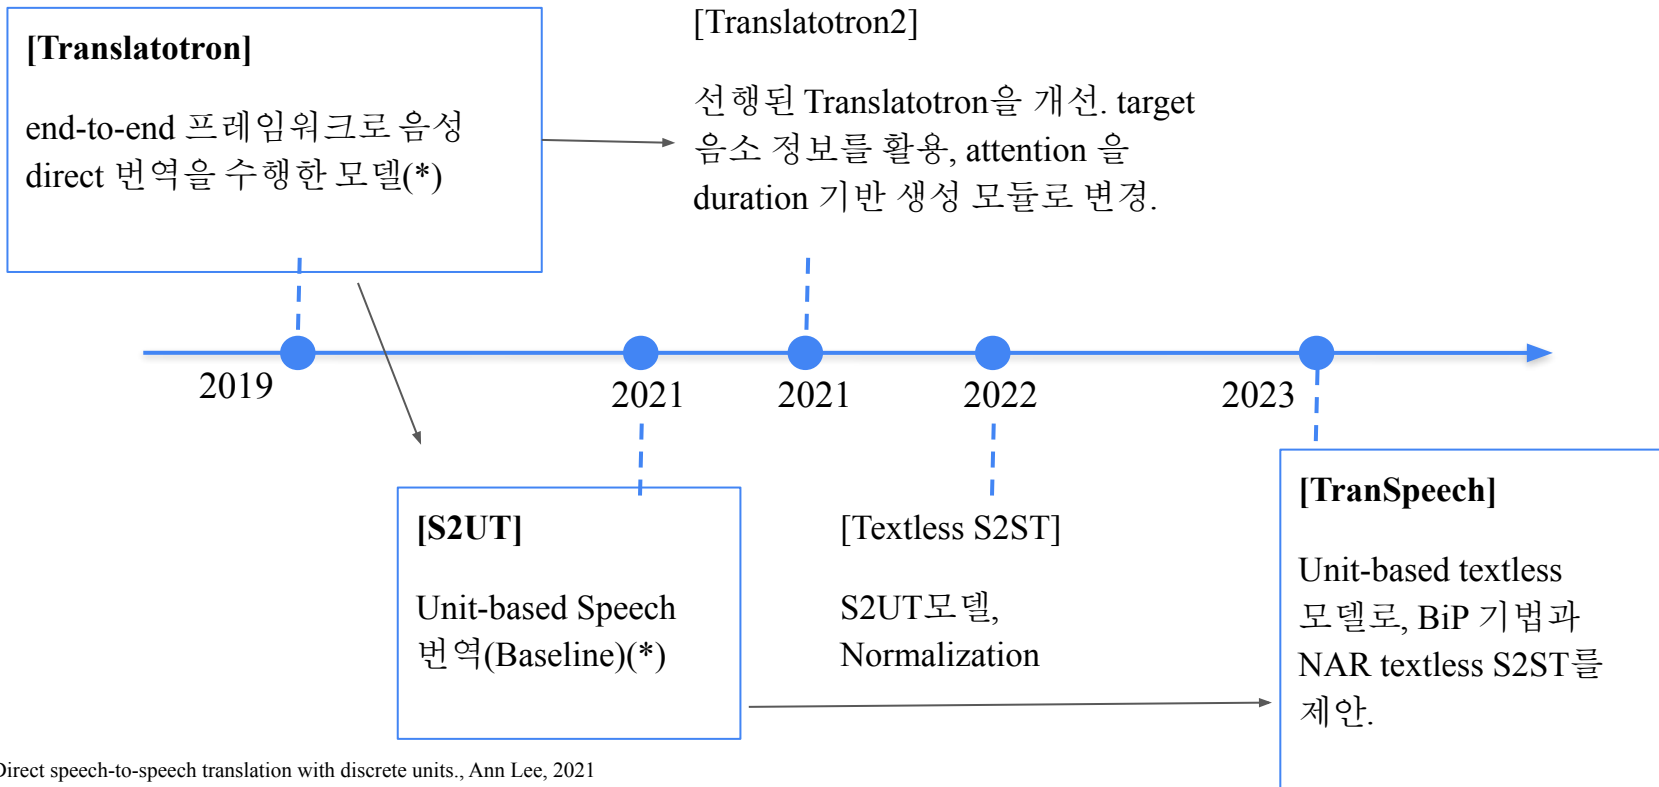 [Translatotron]
end-to-end 프레임워크로 음성
direct 번역을 수행한 모델(*)
[Translatotron2]
선행된 Translatotron을 개선. target
음소 정보를 활용, attention 을
duration 기반 생성 모듈로 변경.
2019
2021
2021
2022
2023
[S2UT]
Unit-based Speech
번역(Baseline)(*)
[Textless S2ST]
S2UT모델,
Normalization
[TranSpeech]
Unit-based textless
모델로, BiP 기법과
NAR textless S2ST를
제안.
Direct speech-to-speech translation with discrete units., Ann Lee, 2021